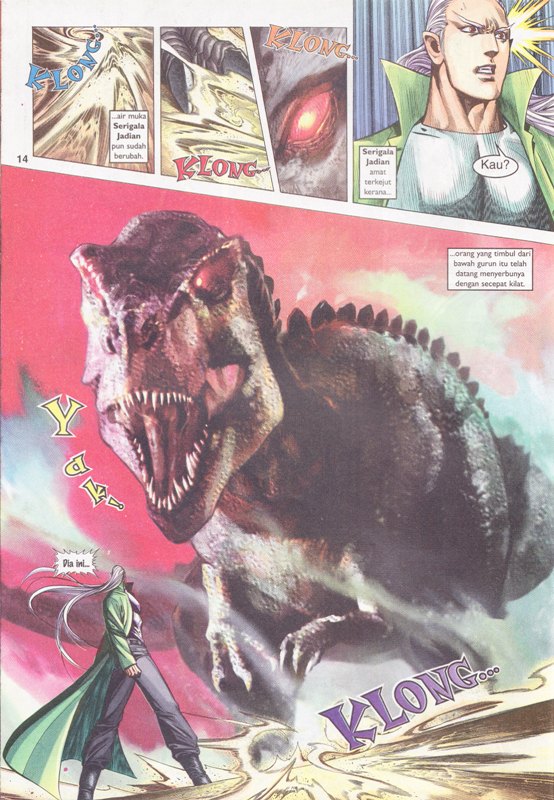 KLONG...
...air muka
Serigala
Jadian
pun sudah
berubah.
KLONG...
KLONG...
Serigala
Jadian
amat
terkejut
kerana...
Kau?
14
...orang yang timbul dari
bawah gurun itu telah
datang menyerbunya
dengan secepat kilat.
Yak!
Dia ini...
KLONG...